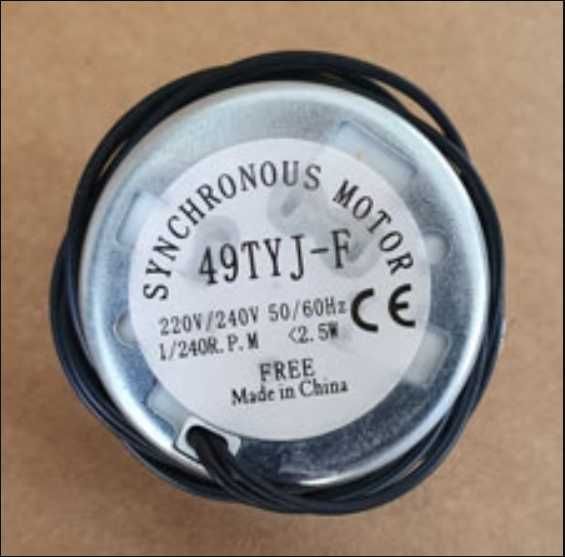 SYNCHRONOUS MOTOR
49TYJ-F
220V/240V 50/60Hz
1/240R.P.M <2.5W
CE
FREE
Made in China